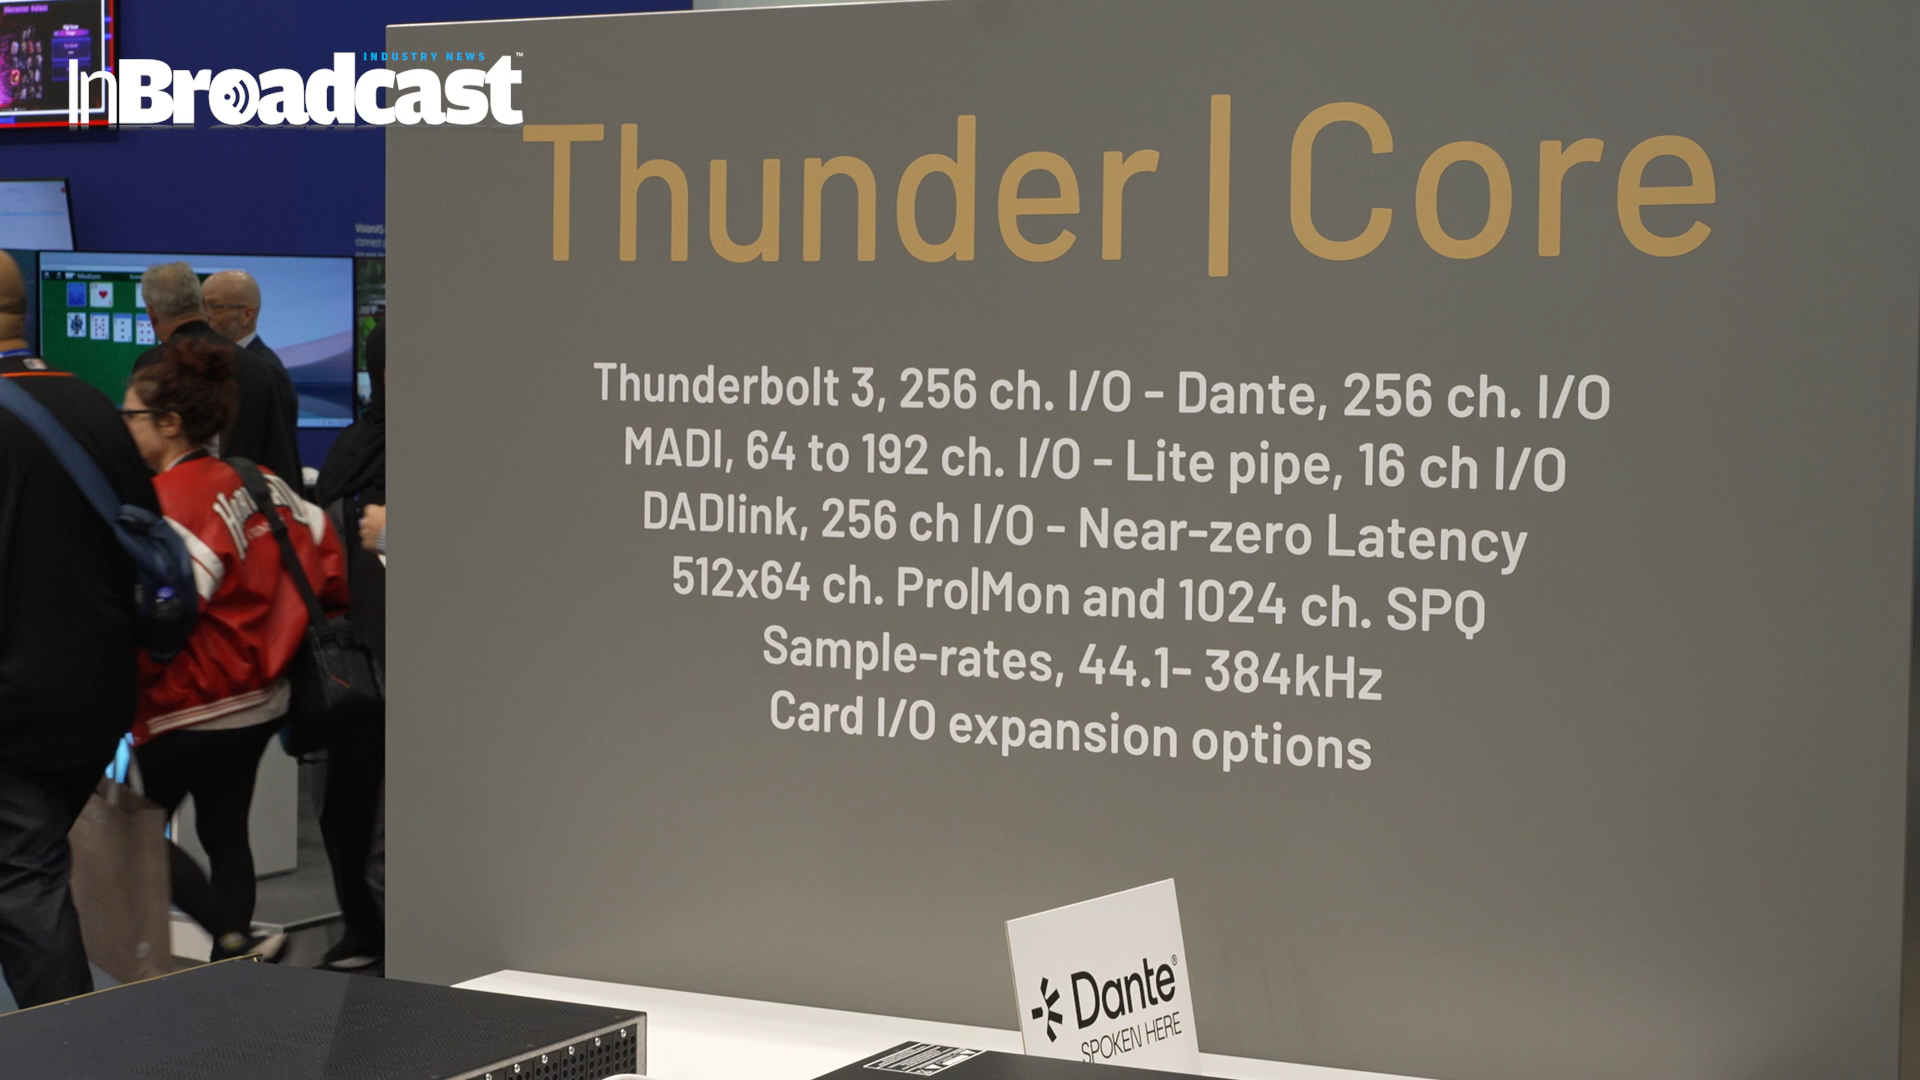 INDUSTRY NEWS
InBroadcast™
Thunder|Core
Thunderbolt 3, 256 ch. I/O - Dante, 256 ch. I/O
MADI, 64 to 192 ch. I/O - Lite pipe, 16 ch I/O
DADlink, 256 ch I/O - Near-zero Latency
512x64 ch. Pro|Mon and 1024 ch. SPQ
Sample-rates, 44.1- 384kHz
Card I/O expansion options
Dante®
SPOKEN HERE
Medium